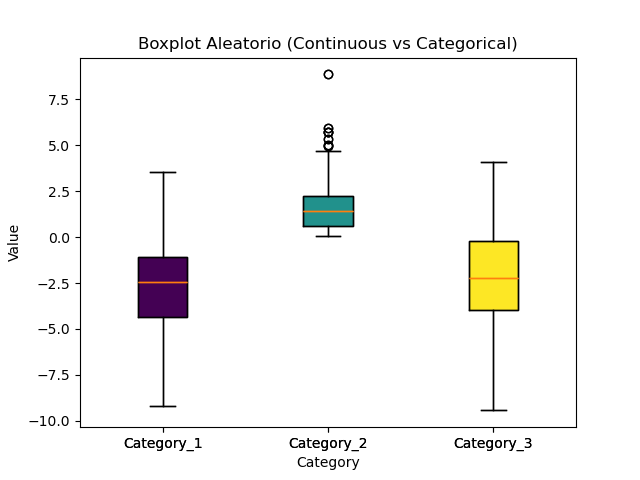 Boxplot Aleatorio (Continuous vs Categorical)
Value
7.5
5.0
2.5
0.0
−2.5
−5.0
−7.5
−10.0
Category_1 Category_2 Category_3
Category